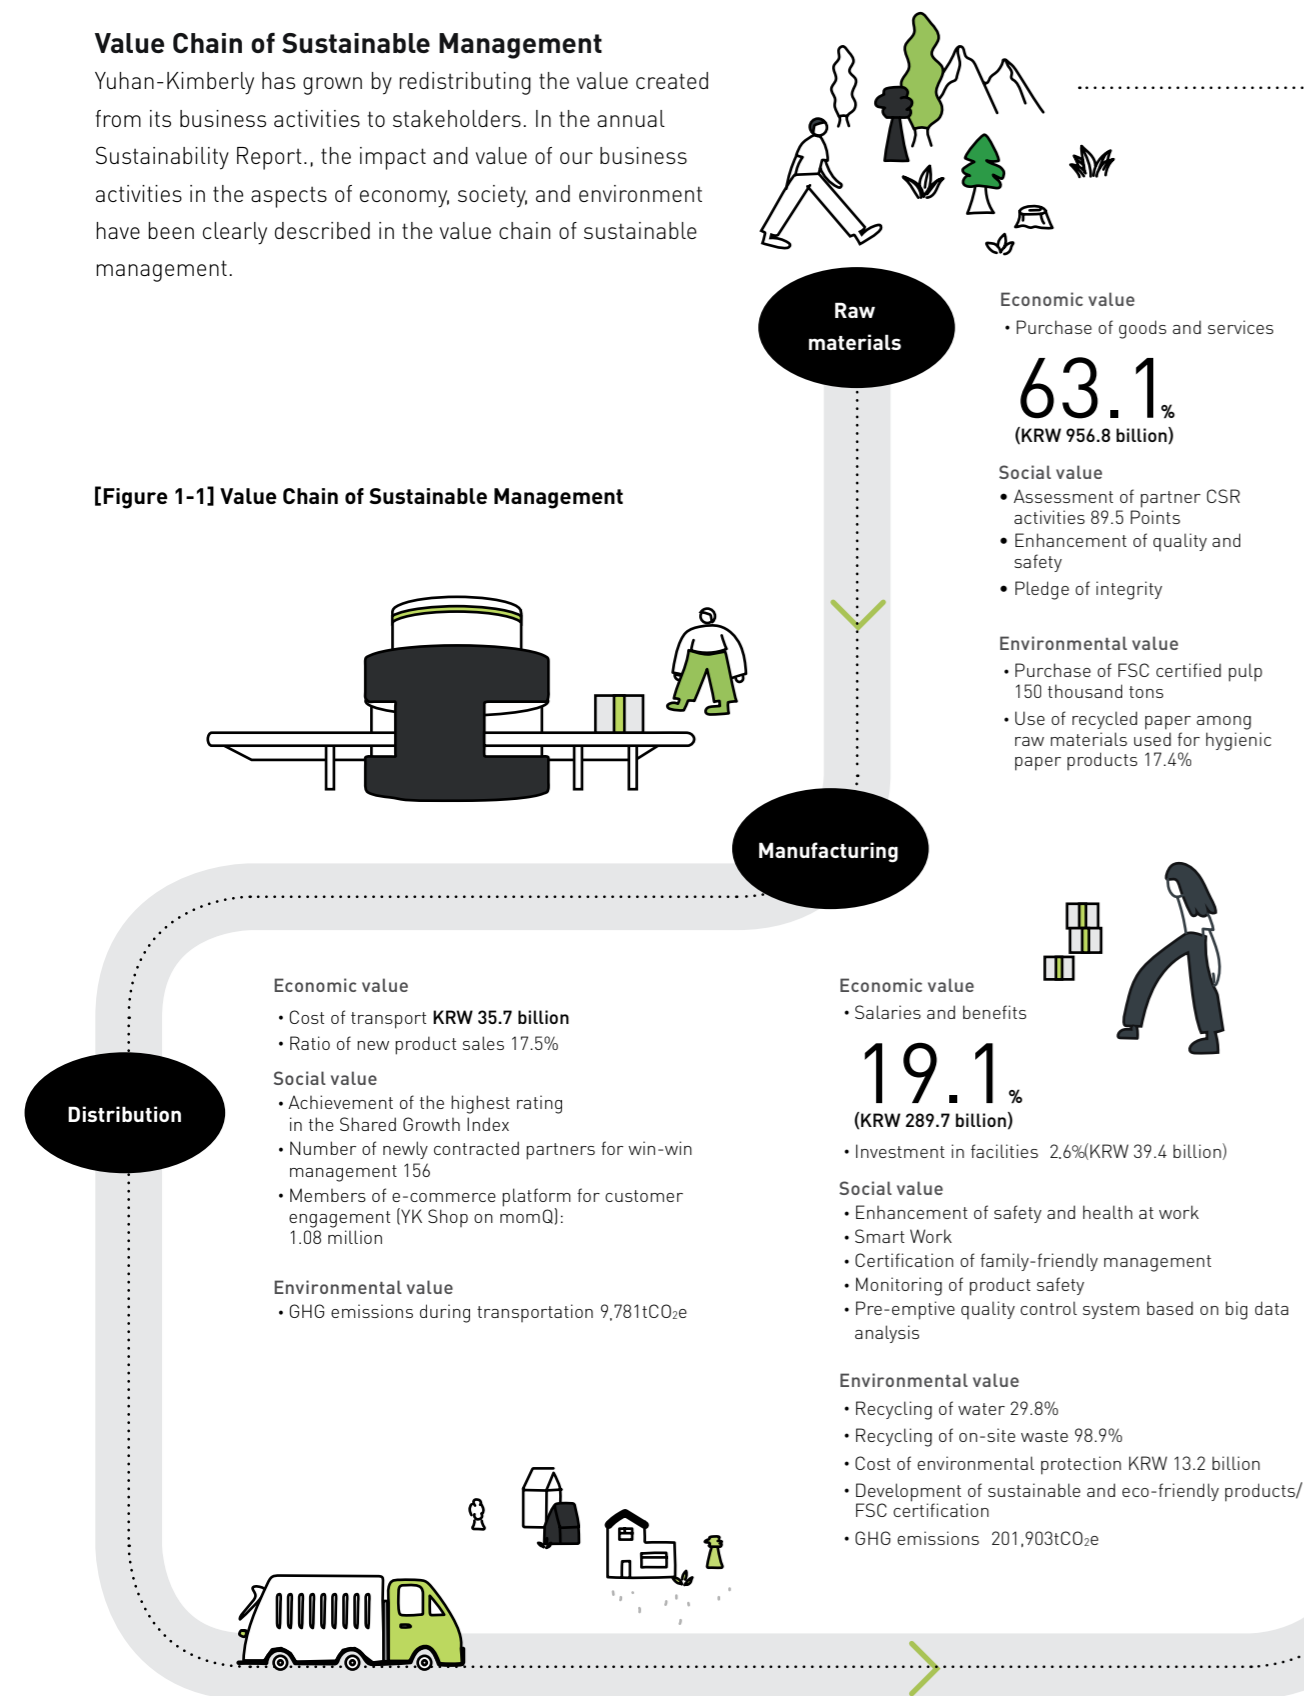 Value Chain of Sustainable Management
Yuhan-Kimberly has grown by redistributing the value created
from its business activities to stakeholders. In the annual
Sustainability Report., the impact and value of our business
activities in the aspects of economy, society, and environment
have been clearly described in the value chain of sustainable
management.
Raw
materials
Economic value
• Purchase of goods and services
63.1%
(KRW 956.8 billion)
Social value
• Assessment of partner CSR
activities 89.5 Points
• Enhancement of quality and
safety
• Pledge of integrity
Environmental value
• Purchase of FSC certified pulp
150 thousand tons
• Use of recycled paper among
raw materials used for hygienic
paper products 17.4%
[Figure 1-1] Value Chain of Sustainable Management
Manufacturing
Economic value
• Salaries and benefits
19.1%
(KRW 289.7 billion)
• Investment in facilities 2.6%(KRW 39.4 billion)
Social value
• Enhancement of safety and health at work
• Smart Work
• Certification of family-friendly management
• Monitoring of product safety
• Pre-emptive quality control system based on big data
analysis
Environmental value
• Recycling of water 29.8%
• Recycling of on-site waste 98.9%
• Cost of environmental protection KRW 13.2 billion
• Development of sustainable and eco-friendly products/
FSC certification
• GHG emissions 201,903tCO₂e
Distribution
Economic value
• Cost of transport KRW 35.7 billion
• Ratio of new product sales 17.5%
Social value
• Achievement of the highest rating
in the Shared Growth Index
• Number of newly contracted partners for win-win
management 156
• Members of e-commerce platform for customer
engagement (YK Shop on momQ):
1.08 million
Environmental value
• GHG emissions during transportation 9,781tCO₂e